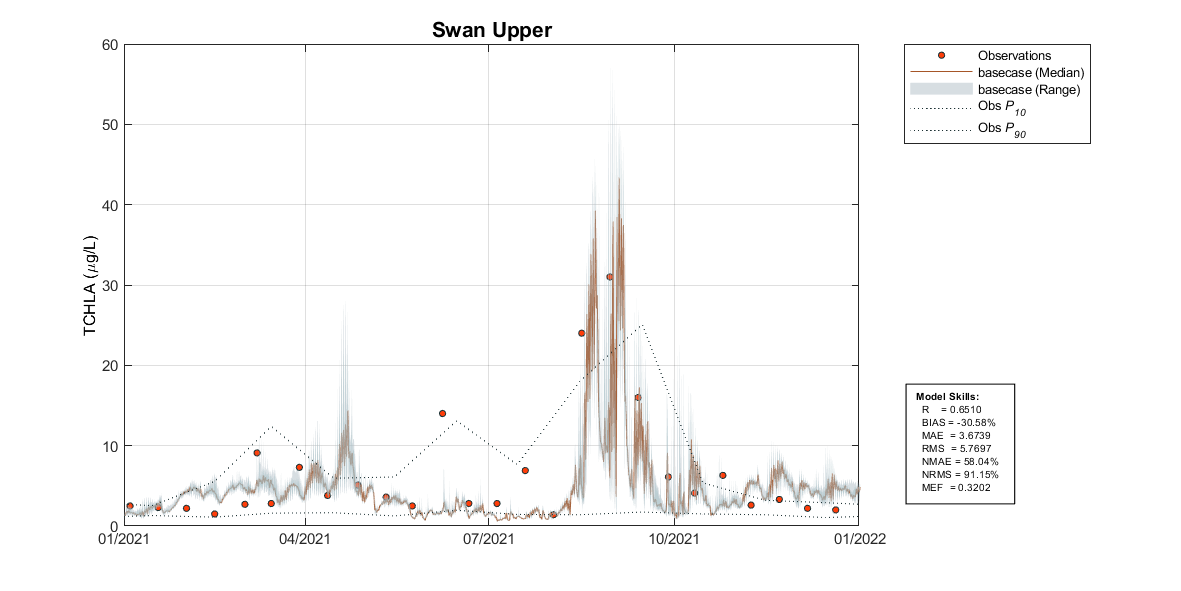 Swan Upper
60
50
40
30
20
10
0
TCHLA (μg/L)
01/2021
04/2021
07/2021
10/2021
01/2022
Observations
basecase (Median)
basecase (Range)
Obs P10
Obs P90
Model Skills:
R = 0.6510
BIAS = -30.58%
MAE = 3.6739
RMS = 5.7697
NMAE = 58.04%
NRMS = 91.15%
MEF = 0.3202